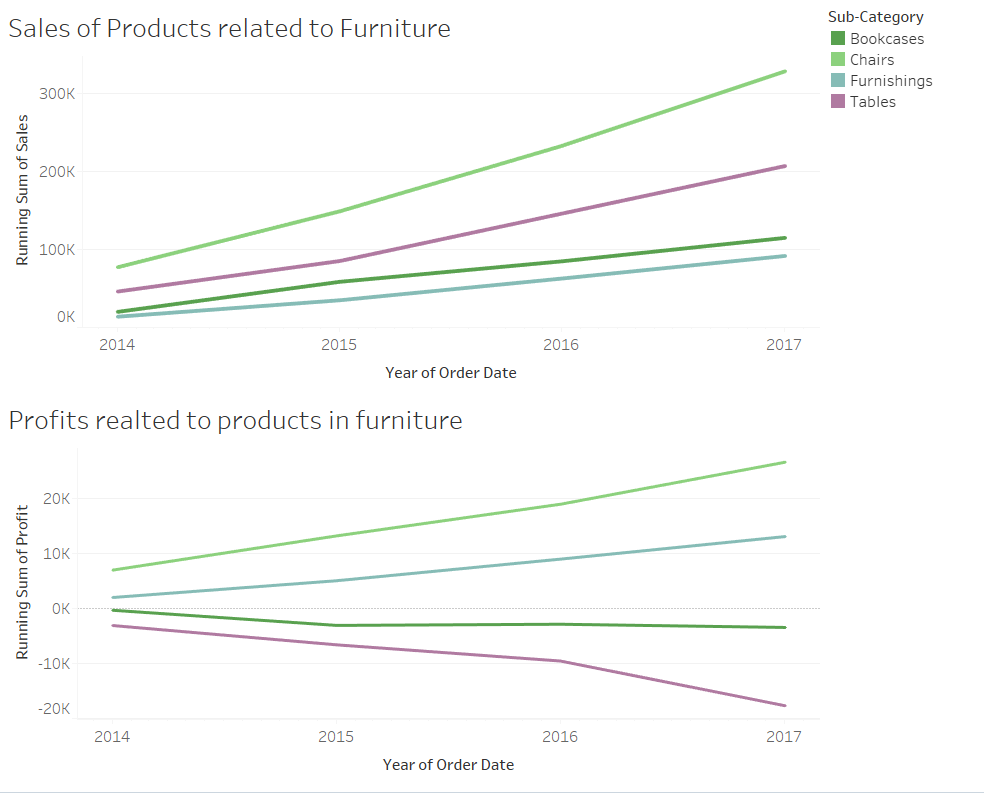 Sales of Products related to Furniture
Sub-Category
Bookcases
Chairs
Furnishings
Tables
Running Sum of Sales
300K
200K
100K
0K
2014 2015 2016 2017
Year of Order Date
Profits realted to products in furniture
Running Sum of Profit
20K
10K
0K
-10K
-20K
2014 2015 2016 2017
Year of Order Date